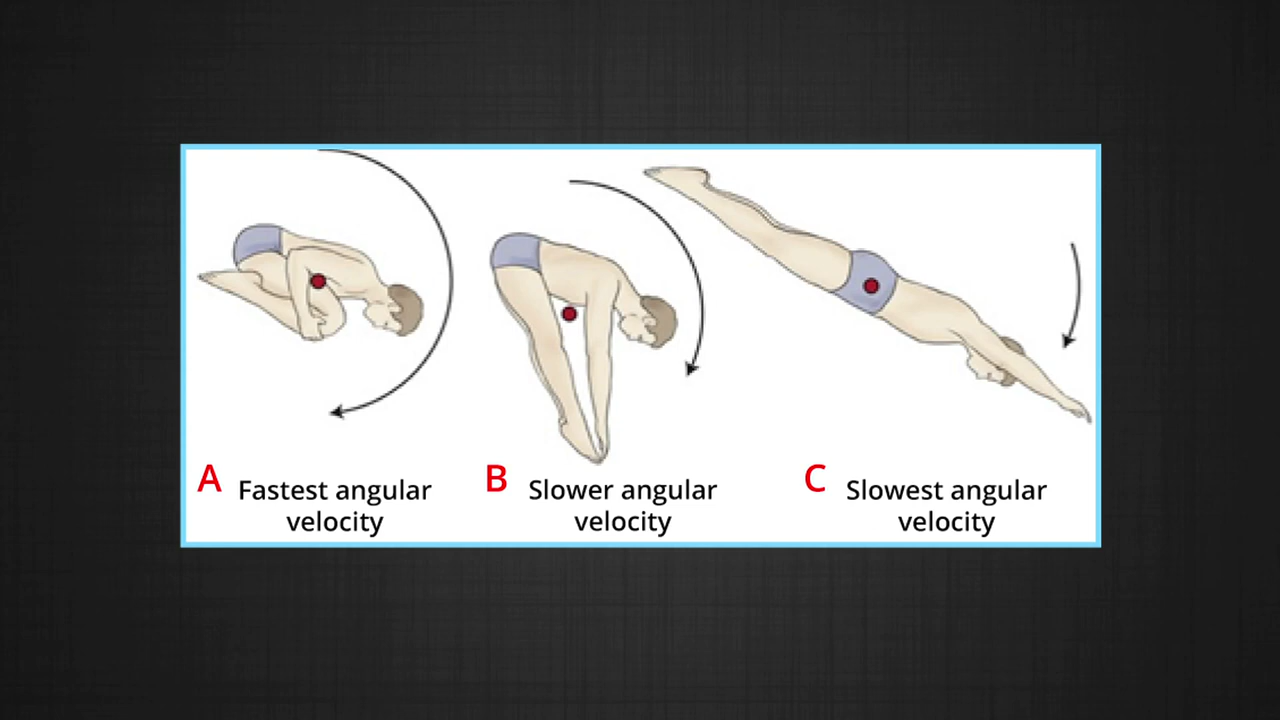 A Fastest angular
velocity
B Slower angular
velocity
C Slowest angular
velocity